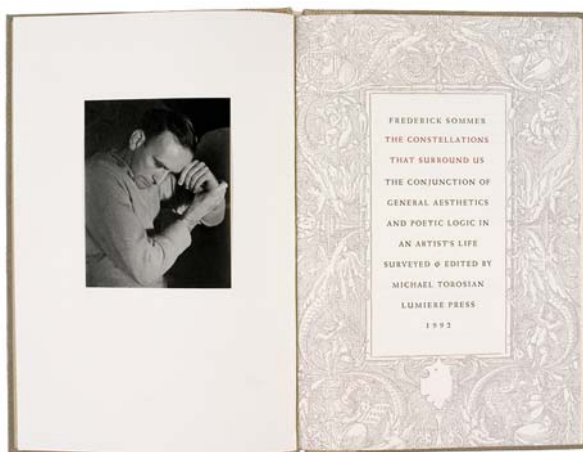 FREDERICK SOMMER
THE CONSTELLATIONS
THAT SURROUND US
THE CONJUNCTION OF
GENERAL AESTHETICS
AND POETIC LOGIC IN
AN ARTIST'S LIFE
SURVEYED & EDITED BY
MICHAEL TOROSIAN
LUMIERE PRESS
1992